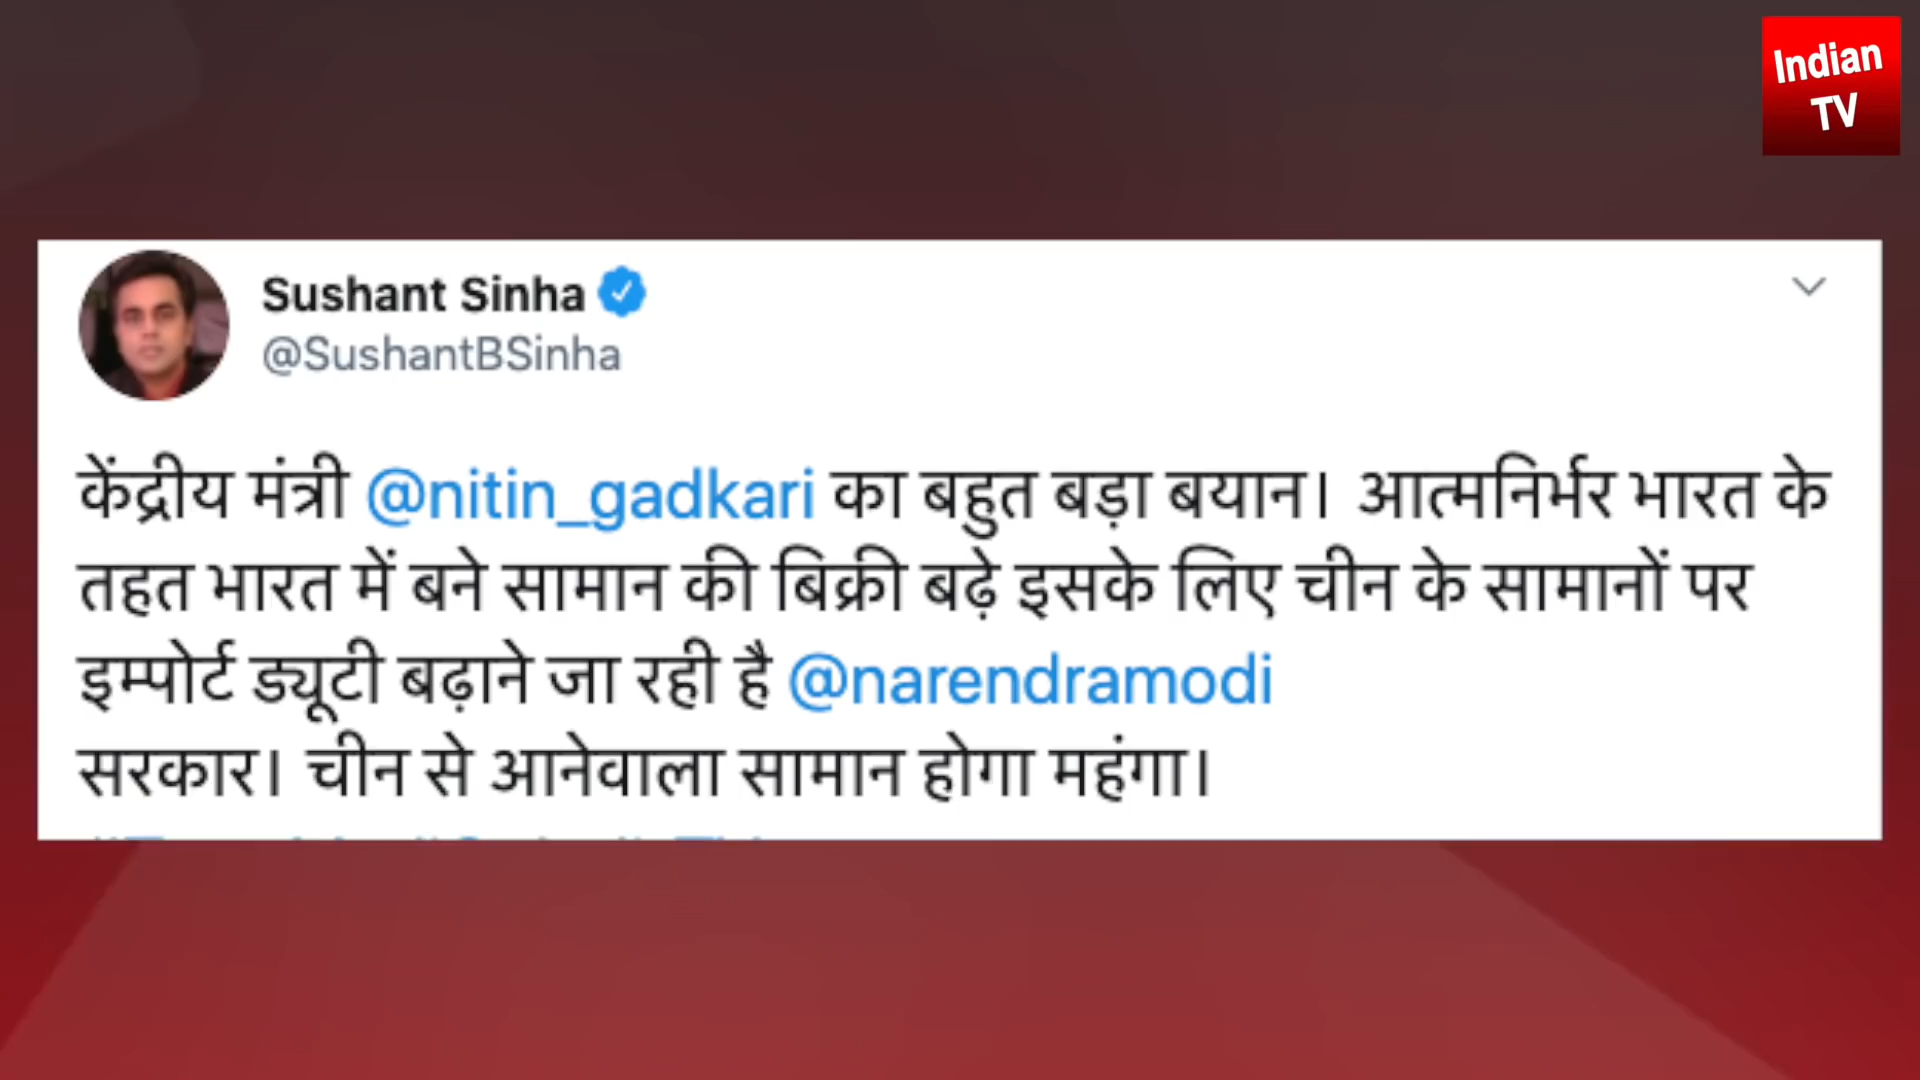 Indian
TV
Sushant Sinha
@SushantBSinha
केंद्रीय मंत्री @nitin_gadkari का बहुत बड़ा बयान। आत्मनिर्भर भारत के
तहत भारत में बने सामान की बिक्री बढ़े इसके लिए चीन के सामानों पर
इम्पोर्ट ड्यूटी बढ़ाने जा रही है @narendramodi
सरकार। चीन से आनेवाला सामान होगा महंगा।